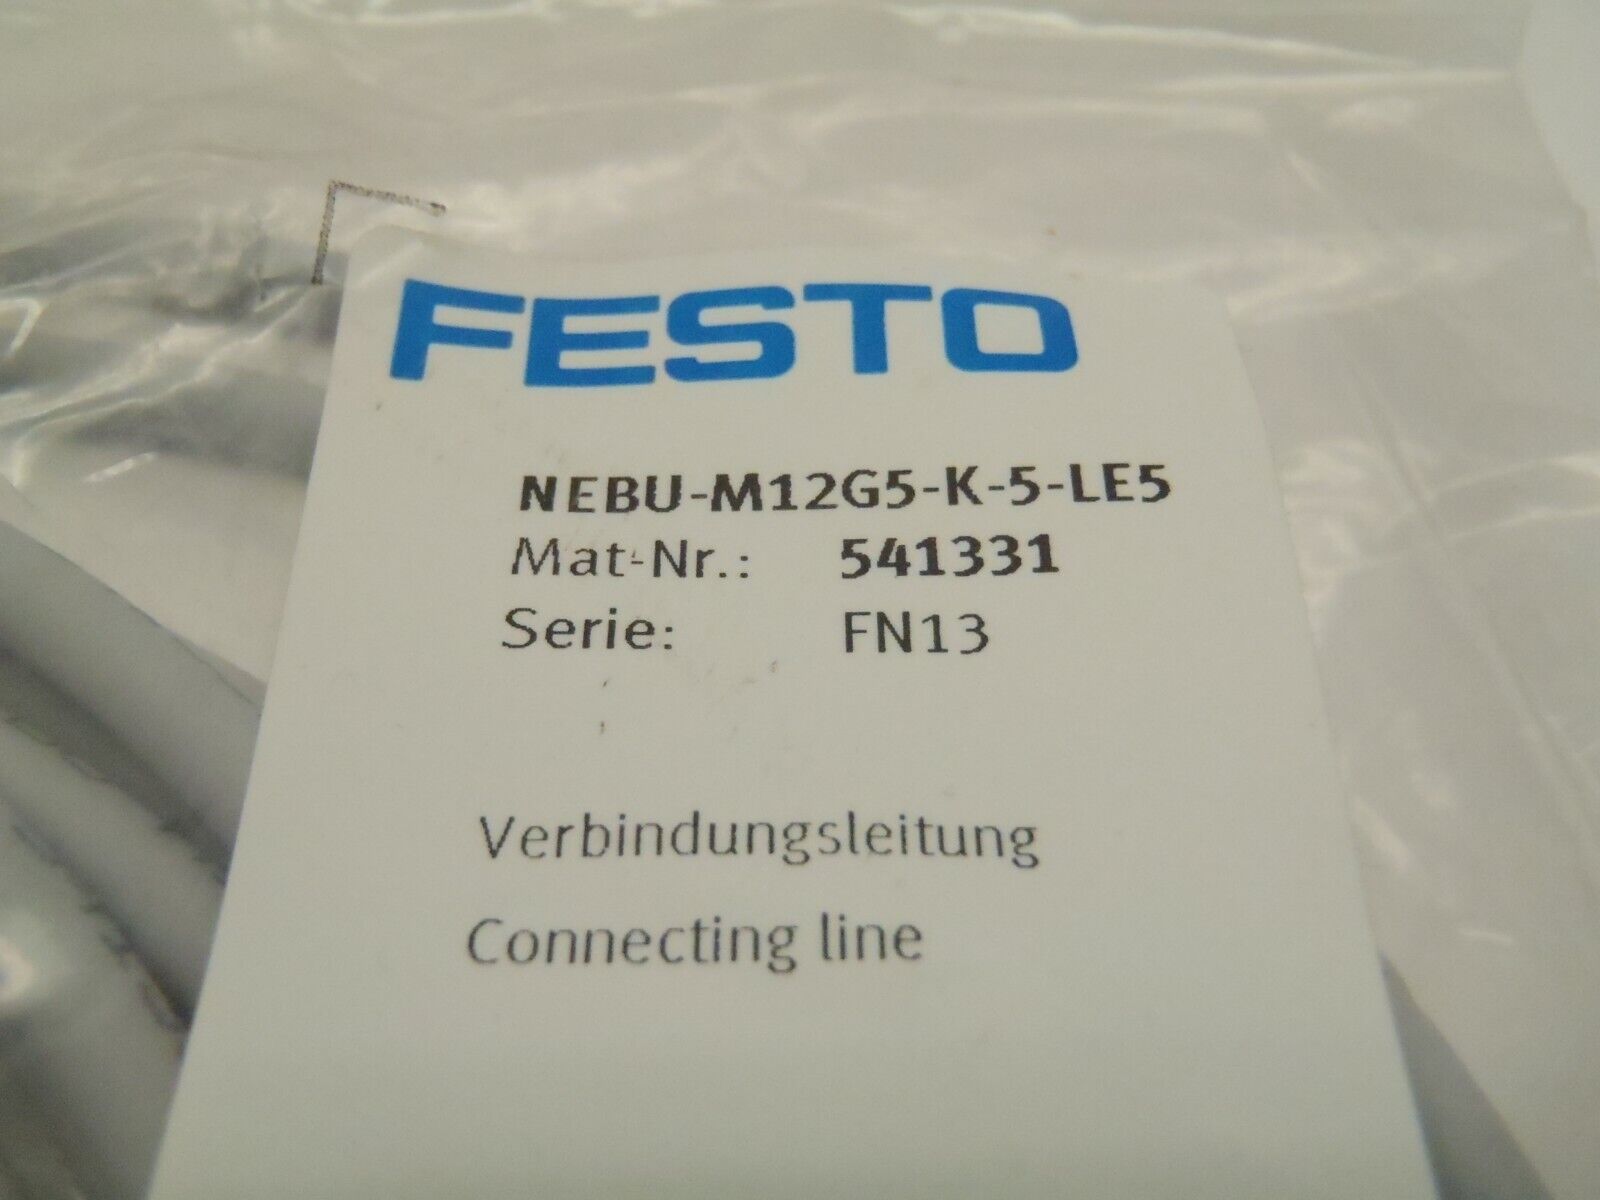 FESTO
NEBU-M12G5-K-5-LE5
Mat-Nr.: 541331
Serie: FN13
Verbindungsleitung
Connecting line